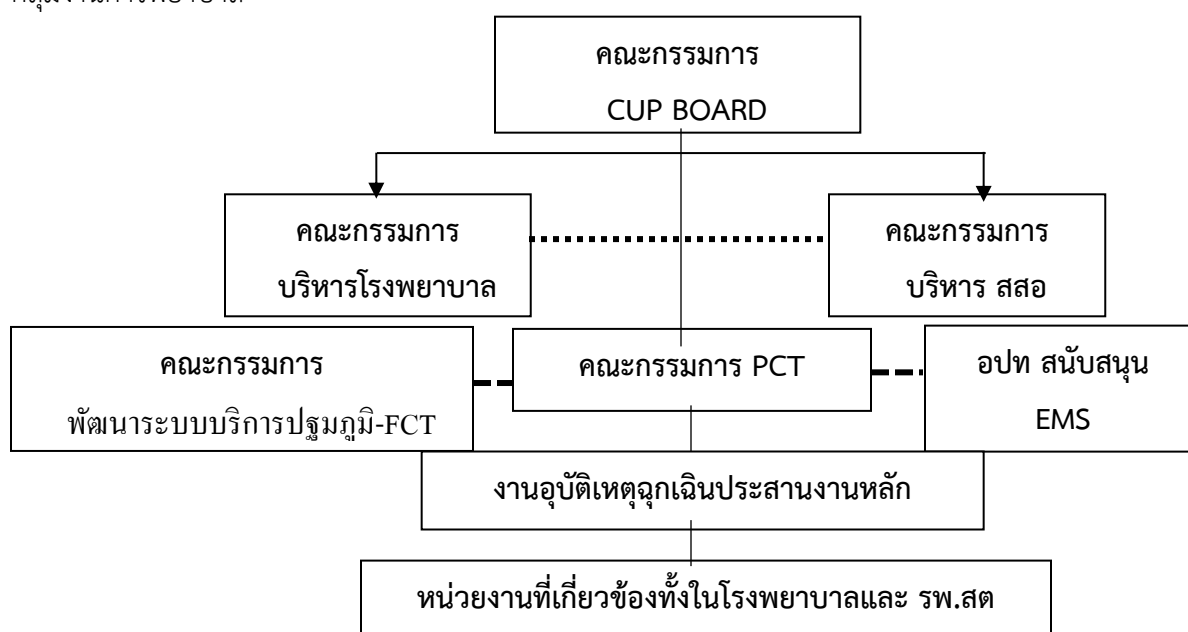 คณะกรรมการ
CUP BOARD
คณะกรรมการ
บริหารโรงพยาบาล
คณะกรรมการ
บริหาร สสอ
คณะกรรมการ
พัฒนาระบบบริการปฐมภูมิ-FCT
คณะกรรมการ PCT
อปท สนับสนุน
EMS
งานอุบัติเหตุฉุกเฉินประสานงานหลัก
หน่วยงานที่เกี่ยวข้องทั้งในโรงพยาบาลและ รพ.สต